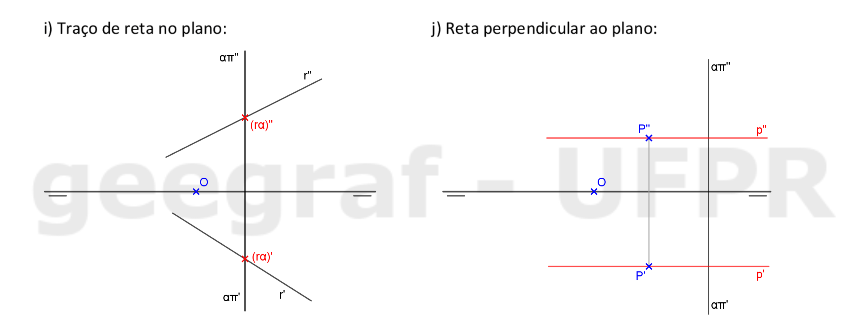 i) Traço de reta no plano:
j) Reta perpendicular ao plano:
απ''
r''
(rα)''
O
(rα)'
απ'
r'
απ''
P''
p''
O
P'
p'
απ'
geegraf - UFPR